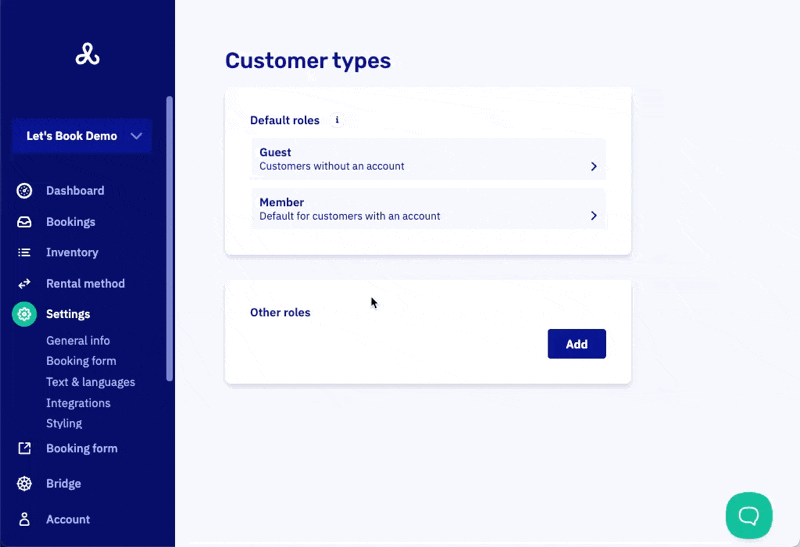 Let's Book Demo
Dashboard
Bookings
Inventory
Rental method
Settings
General info
Booking form
Text & languages
Integrations
Styling
Booking form
Bridge
Account
Customer types
Default roles i
Guest
Customers without an account
Member
Default for customers with an account
Other roles
Add